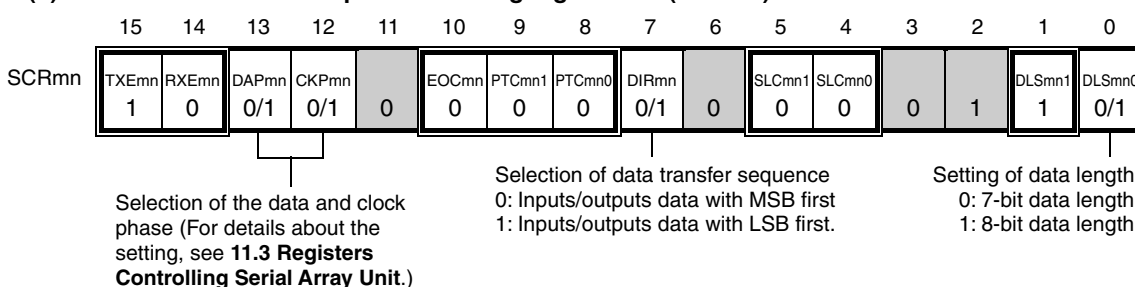 15 14 13 12 11 10 9 8 7 6 5 4 3 2 1 0
SCRmn
TXEmn RXEmn DAPmn CKPmn EOCmn PTCmn1 PTCmn0 DIRmn SLCmn1 SLCmn0 DLSmn1 DLSmn0
1 0 0/1 0/1 0 0 0 0 0/1 0 0 0 0 1 1 0/1
Selection of the data and clock
phase (For details about the
setting, see 11.3 Registers
Controlling Serial Array Unit.)
Selection of data transfer sequence
0: Inputs/outputs data with MSB first
1: Inputs/outputs data with LSB first.
Setting of data length
0: 7-bit data length
1: 8-bit data length